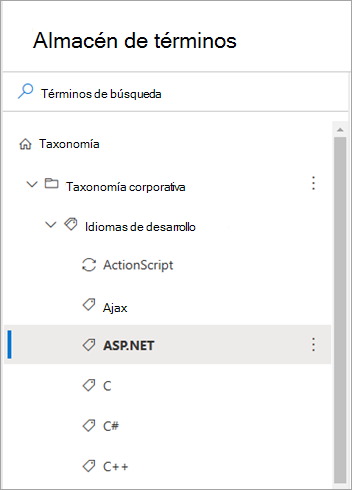 Almacén de términos
Términos de búsqueda
Taxonomía
Taxonomía corporativa
Idiomas de desarrollo
ActionScript
Ajax
ASP.NET
C
C#
C++